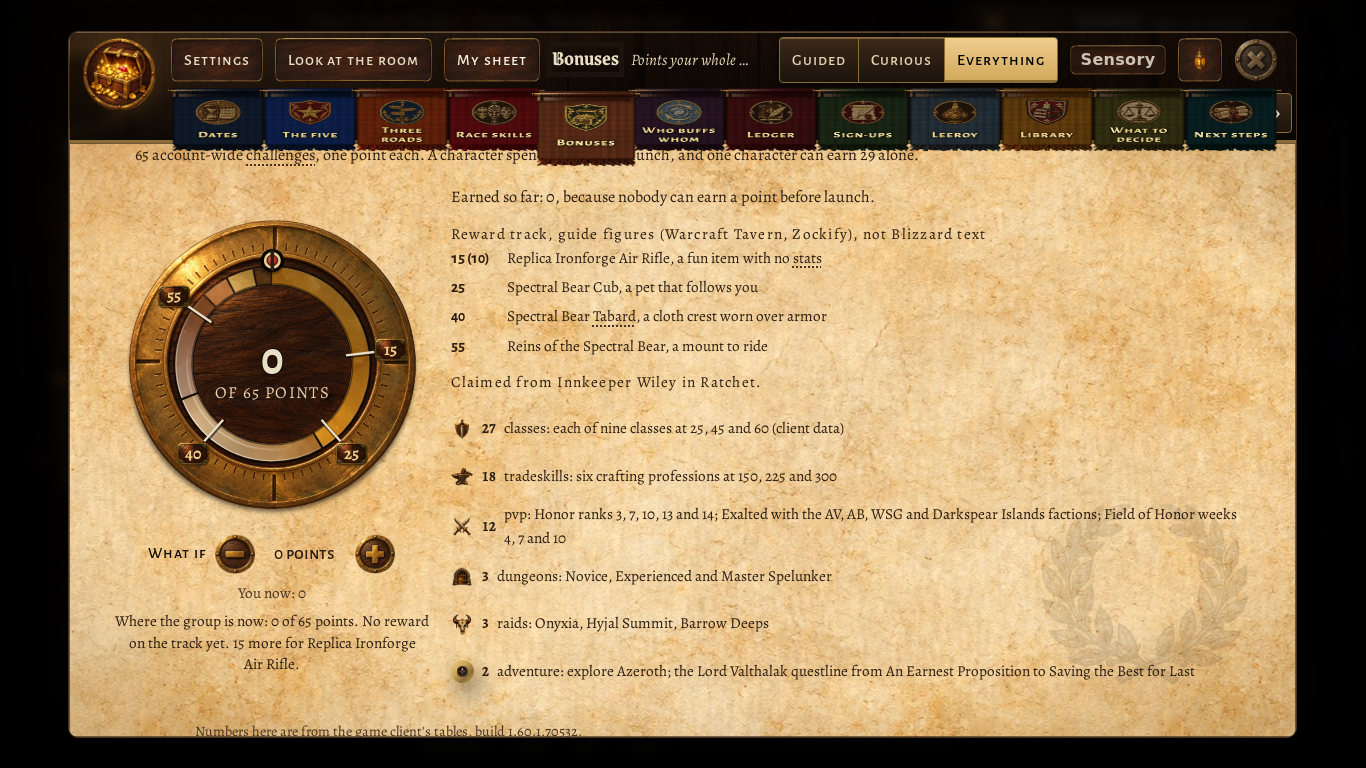 Settings
Look at the room
My sheet
Bonuses
Points your whole ...
Guided
Curious
Everything
Sensory
Dates
The Five
Three Roads
Race Skills
Bonuses
Who buffs whom
Ledger
Sign-ups
Leeroy
Library
What to decide
Next steps
65 account-wide challenges, one point each. A character spen unch, and one character can earn 29 alone.
Earned so far: 0, because nobody can earn a point before launch.
Reward track, guide figures (Warcraft Tavern, Zockify), not Blizzard text
15 (10) Replica Ironforge Air Rifle, a fun item with no stats
25 Spectral Bear Cub, a pet that follows you
40 Spectral Bear Tabard, a cloth crest worn over armor
55 Reins of the Spectral Bear, a mount to ride
Claimed from Innkeeper Wiley in Ratchet.
55
15
0
OF 65 POINTS
40
25
27 classes: each of nine classes at 25, 45 and 60 (client data)
18 tradeskills: six crafting professions at 150, 225 and 300
12 pvp: Honor ranks 3, 7, 10, 13 and 14; Exalted with the AV, AB, WSG and Darkspear Islands factions; Field of Honor weeks
4, 7 and 10
3 dungeons: Novice, Experienced and Master Spelunker
3 raids: Onyxia, Hyjal Summit, Barrow Deeps
2 adventure: explore Azeroth; the Lord Valthalak questline from An Earnest Proposition to Saving the Best for Last
What if
0 points
You now: 0
Where the group is now: 0 of 65 points. No reward
on the track yet. 15 more for Replica Ironforge
Air Rifle.
Numbers here are from the game client's tables, build 1.60.1.70532.